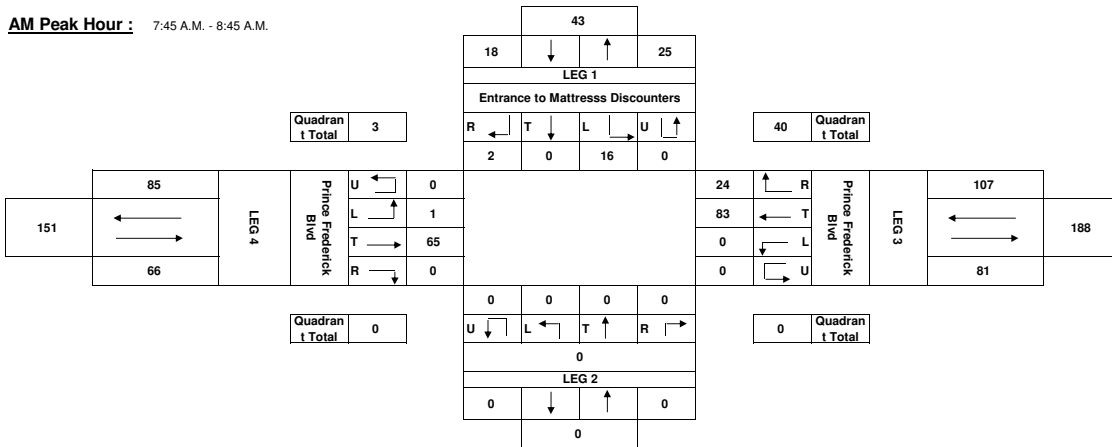 AM Peak Hour : 7:45 A.M. - 8:45 A.M.
43
18 25
LEG 1
Entrance to Mattresss Discounters
Quadran
t Total 3
R T L U
40 Quadran
t Total
2 0 16 0
85
151
66
LEG 4
Prince Frederick
Blvd
U 0
L 1
T 65
R 0
24 R
83 T
0 L
0 U
Prince Frederick
Blvd
LEG 3
107
188
81
0 0 0 0
Quadran
t Total 0
U L T R
0 Quadran
t Total
0
LEG 2
0 0
0